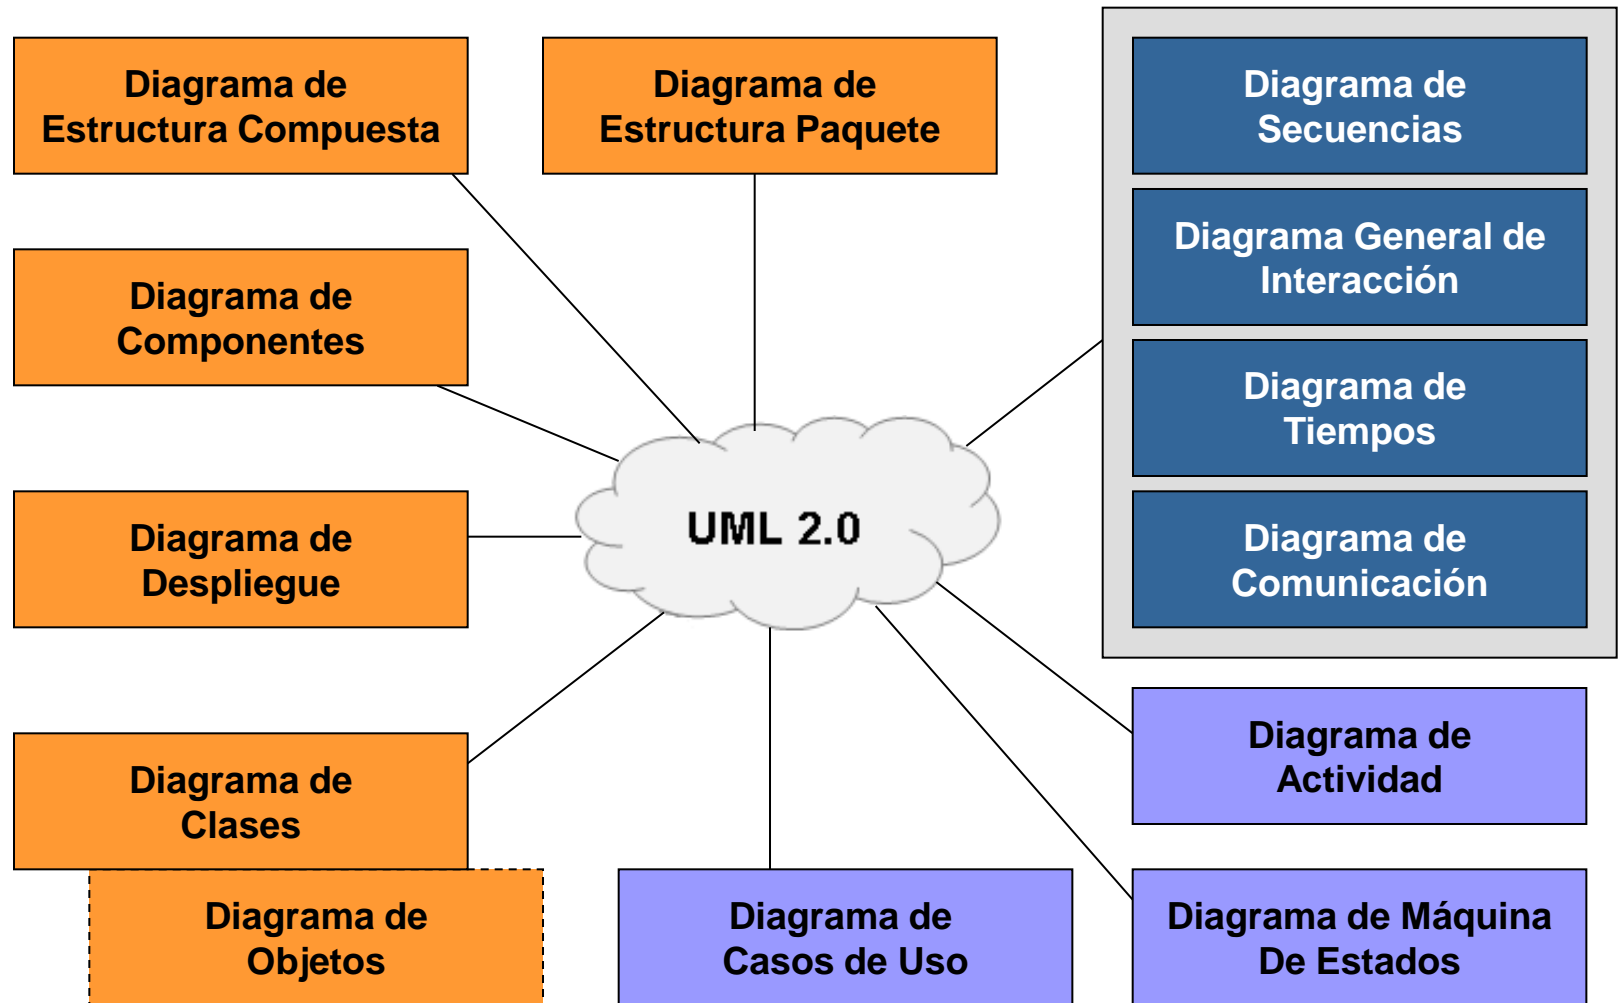 Diagrama de
Estructura Compuesta
Diagrama de
Estructura Paquete
Diagrama de
Secuencias
Diagrama General de
Interacción
Diagrama de
Componentes
Diagrama de
Tiempos
UML 2.0
Diagrama de
Despliegue
Diagrama de
Comunicación
Diagrama de
Clases
Diagrama de
Actividad
Diagrama de
Objetos
Diagrama de
Casos de Uso
Diagrama de Máquina
De Estados